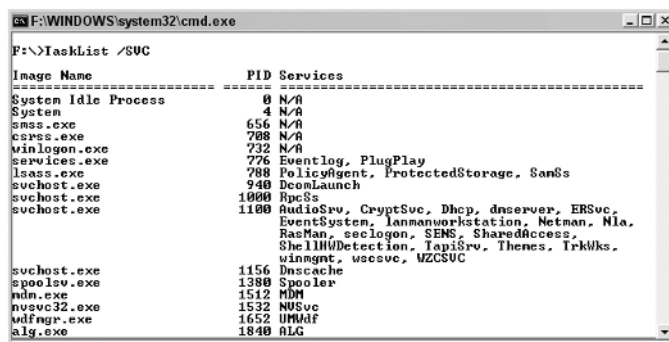 F:\WINDOWS\system32\cmd.exe
F:\>TaskList /SVC
Image Name PID Services
========================= ====== =============================================
System Idle Process 0 N/A
System 4 N/A
smss.exe 656 N/A
csrss.exe 708 N/A
winlogon.exe 732 N/A
services.exe 776 Eventlog, PlugPlay
lsass.exe 788 PolicyAgent, ProtectedStorage, SamSs
svchost.exe 940 DcomLaunch
svchost.exe 1000 RpcSs
svchost.exe 1100 AudioSrv, CryptSvc, Dhcp, dmserver, ERSvc,
EventSystem, lanmanworkstation, Netman, Nla,
RasMan, seclogon, SENS, SharedAccess,
ShellHWDetection, TapiSrv, Themes, TrkWks,
winmgmt, wscsvc, WZCSVC
svchost.exe 1156 Dnscache
spoolsv.exe 1380 Spooler
mdm.exe 1512 MDM
nvsvc32.exe 1532 NVSvc
wdfmgr.exe 1652 UMWdf
alg.exe 1840 ALG